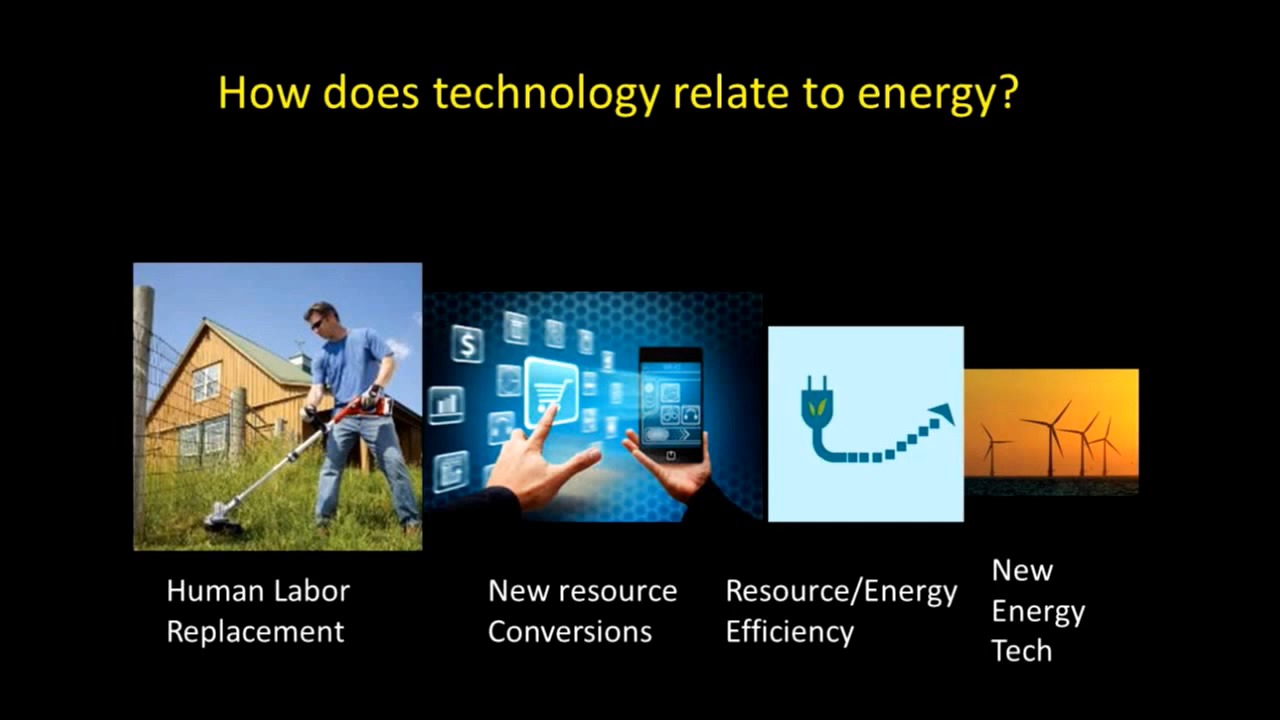 How does technology relate to energy?
$
Human Labor
Replacement
New resource
Conversions
Resource/Energy
Efficiency
New
Energy
Tech